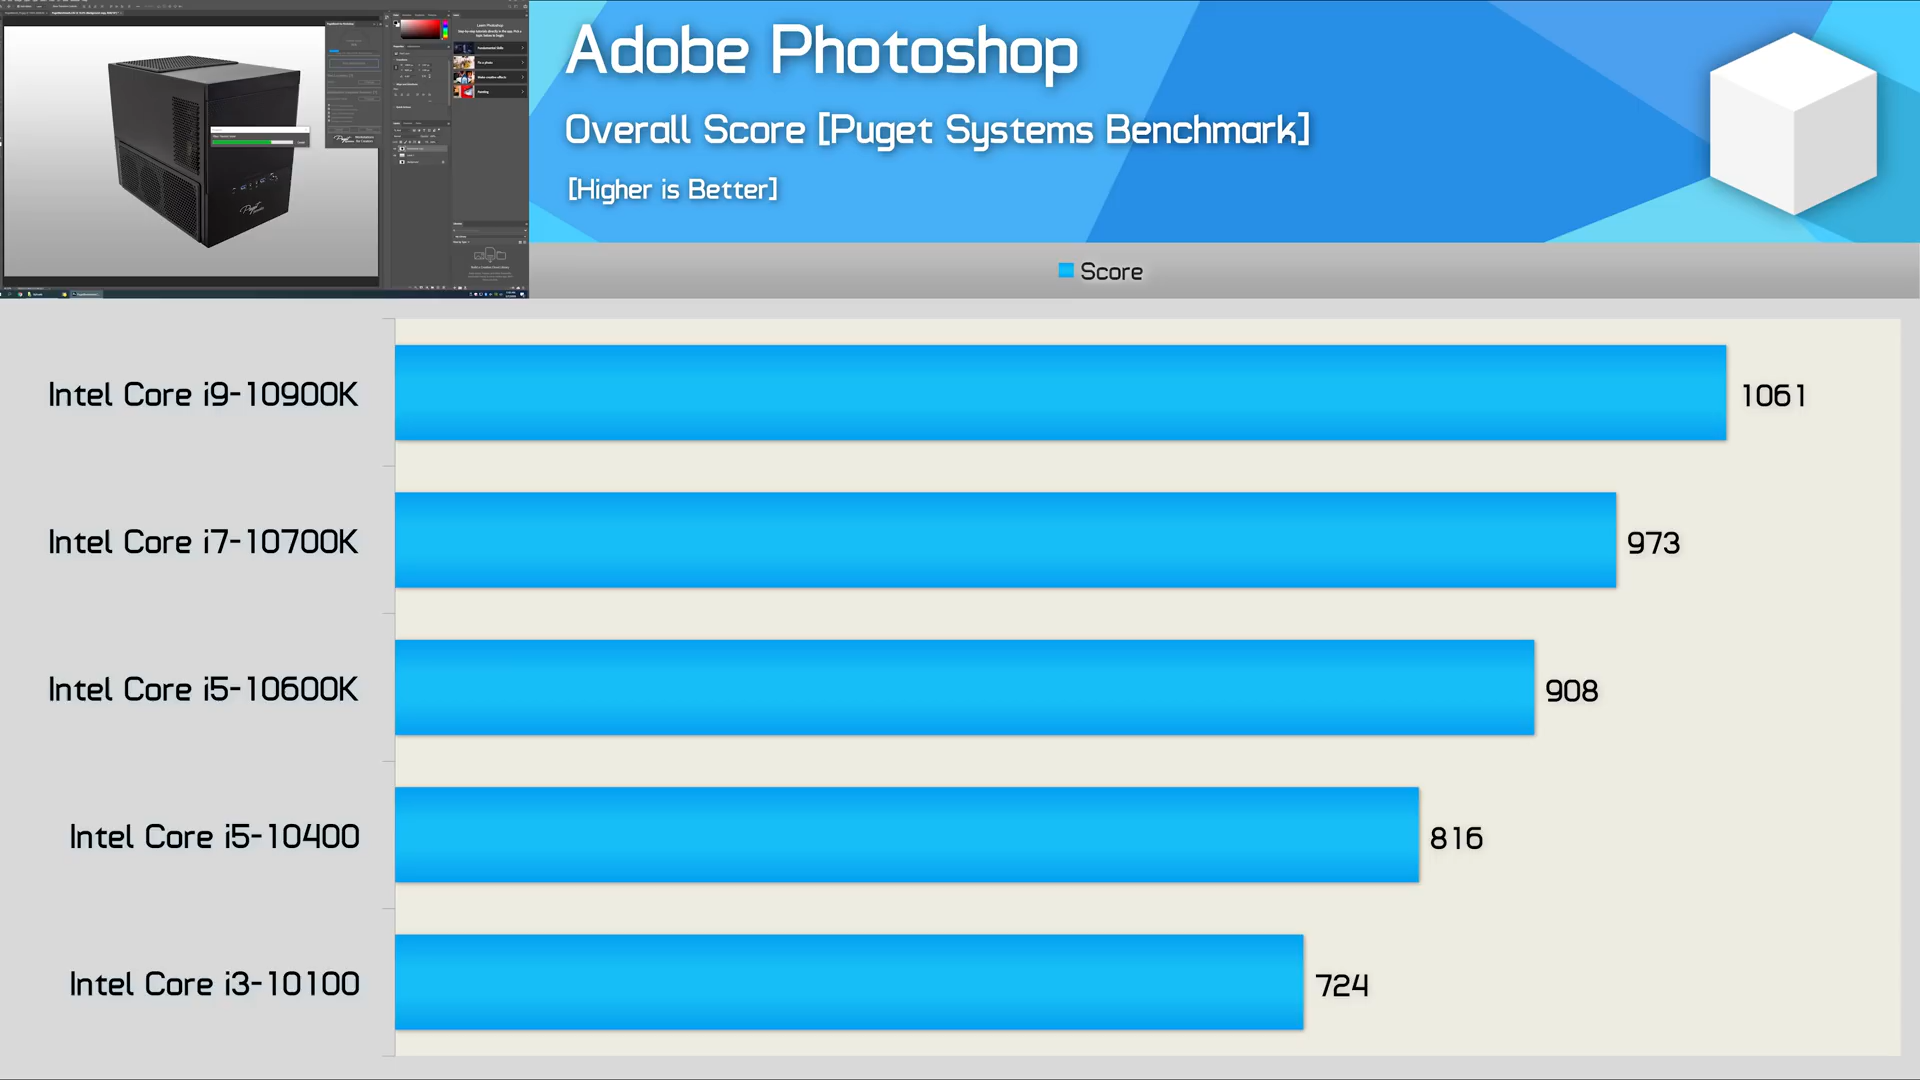 Adobe Photoshop
Overall Score [Puget Systems Benchmark]
[Higher is Better]
Score
Intel Core i9-10900K
1061
Intel Core i7-10700K
973
Intel Core i5-10600K
908
Intel Core i5-10400
816
Intel Core i3-10100
724